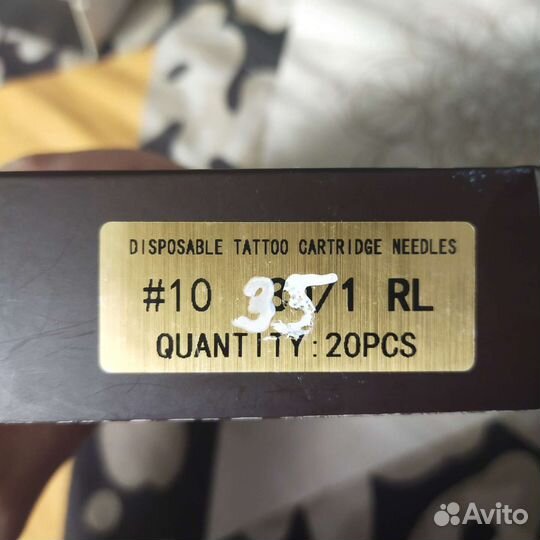 DISPOSABLE TATTOO CARTRIDGE NEEDLES
#10 35 /1 RL
QUANTITY:20PCS
Avito